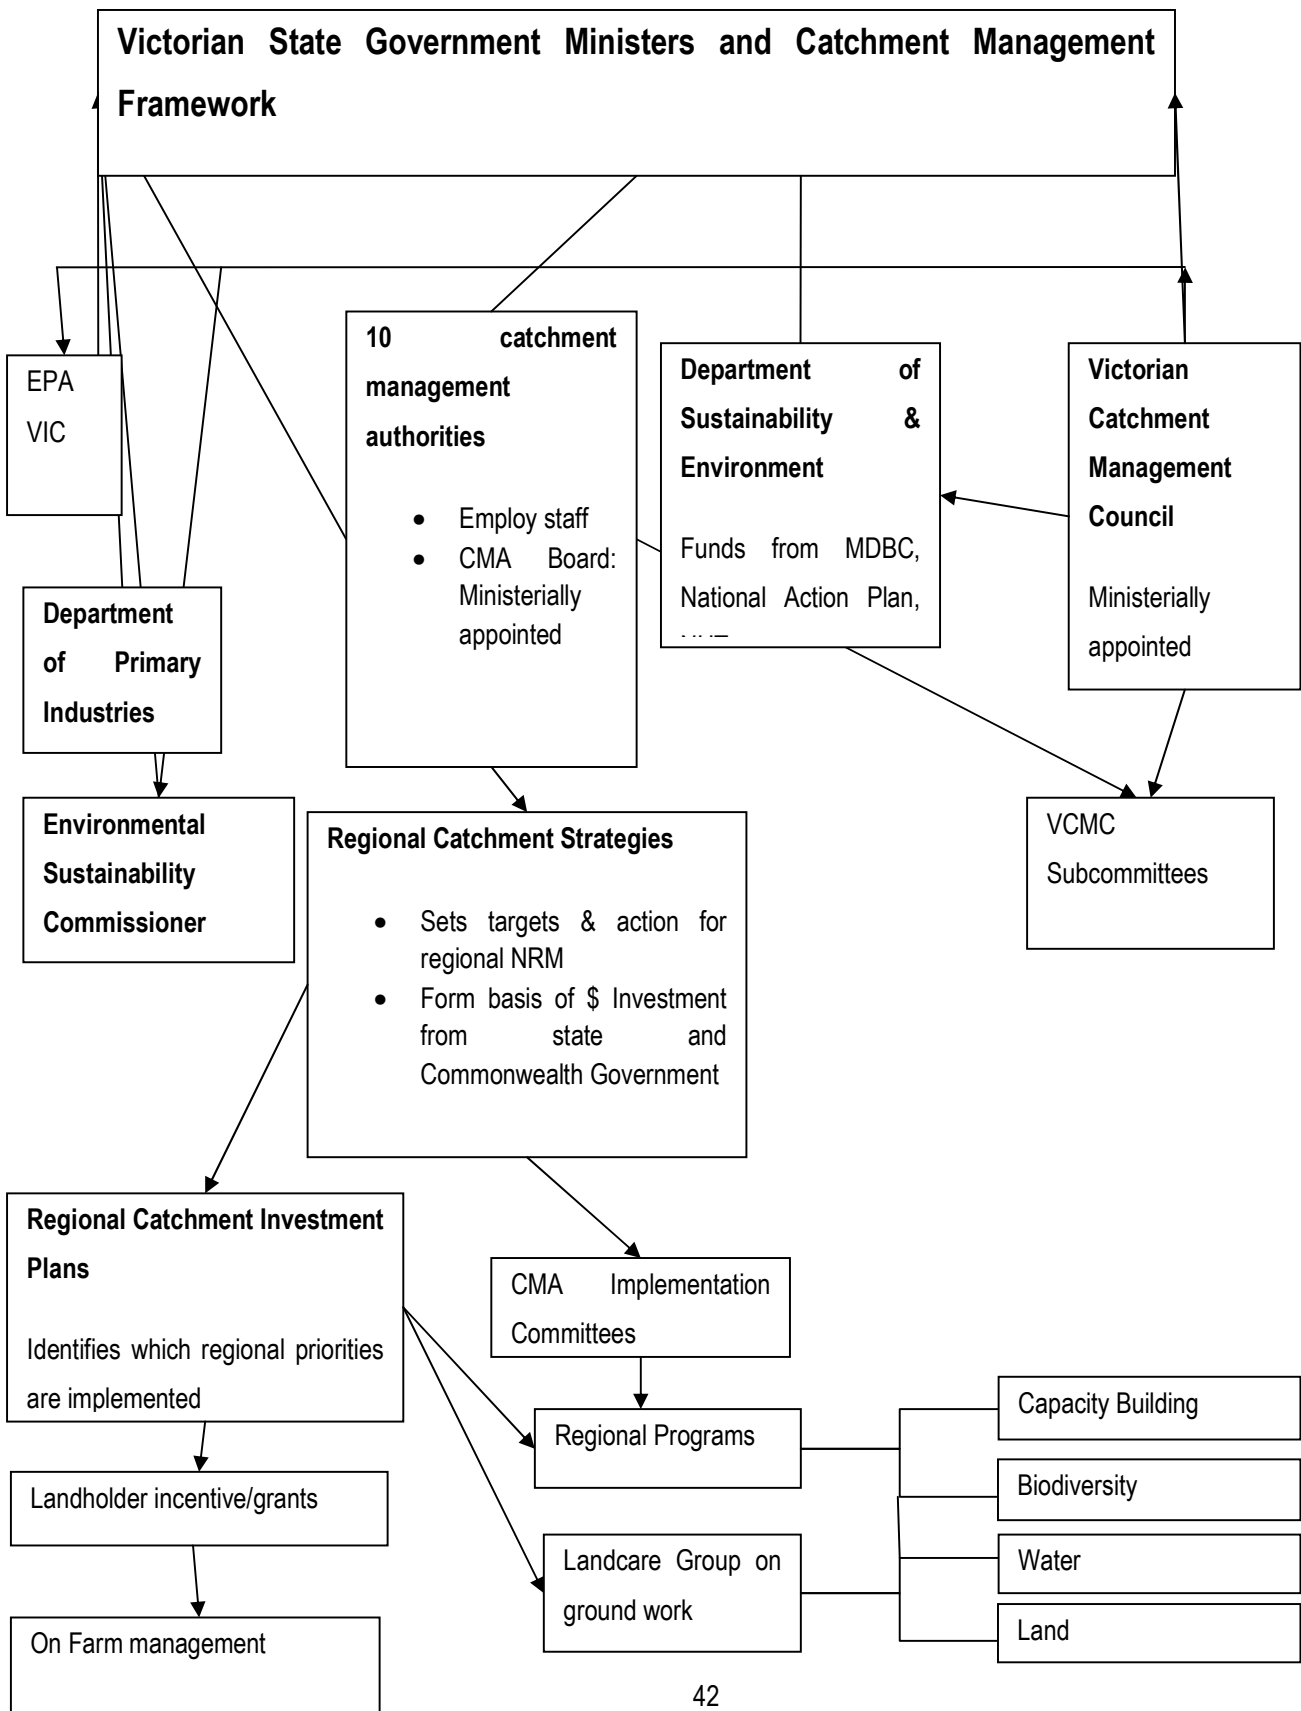 Victorian State Government Ministers and Catchment Management
Framework
EPA
VIC
10 catchment
management
authorities
• Employ staff
• CMA Board:
Ministerially
appointed
Department of
Sustainability &
Environment
Funds from MDBC,
National Action Plan,
Victorian
Catchment
Management
Council
Ministerially
appointed
Department
of Primary
Industries
Environmental
Sustainability
Commissioner
Regional Catchment Strategies
• Sets targets & action for
regional NRM
• Form basis of $ Investment
from state and
Commonwealth Government
VCMC
Subcommittees
Regional Catchment Investment
Plans
Identifies which regional priorities
are implemented
CMA Implementation
Committees
Regional Programs
Capacity Building
Biodiversity
Landholder incentive/grants
Landcare Group on
ground work
Water
Land
On Farm management
42